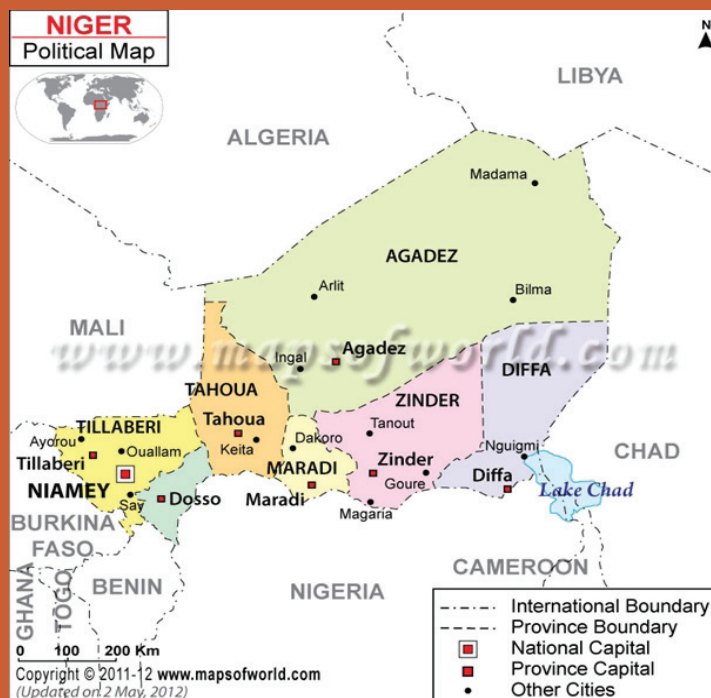 NIGER
Political Map
N
LIBYA
ALGERIA
Madama
AGADEZ
Arlit
Bilma
MALI
www.mapsofworld.com
Ingal
Agadez
DIFFA
TAHOUA
ZINDER
TILLABERI
Tahoua
Tanout
Ayorou
Ouallam
Keita
Dakoro
Nguigmi
CHAD
Tillaberi
MARADI
Zinder
Goure
Diffa
NIAMEY
Say
Dosso
Maradi
Magaria
Lake Chad
BURKINA
FASO
GHANA
TOGO
BENIN
NIGERIA
CAMEROON
International Boundary
Province Boundary
National Capital
Province Capital
Other Cities
0 100 200 Km
Copyright © 2011-12 www.mapsofworld.com
(Updated on 2 May, 2012)